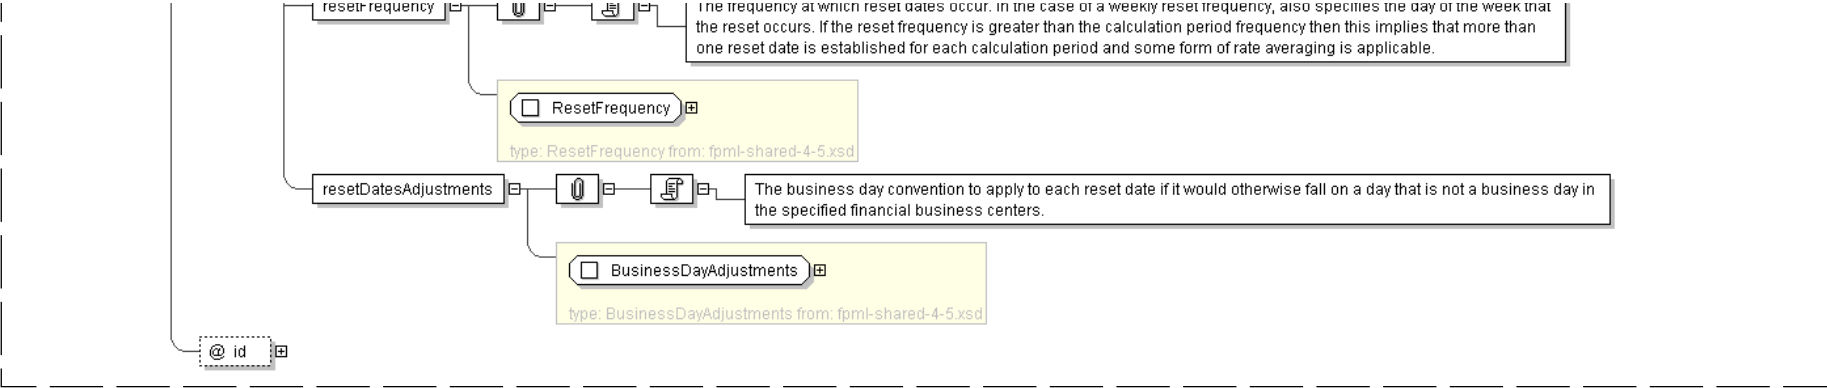 resetFrequency
The frequency at which reset dates occur. In the case of a weekly reset frequency, also specifies the day of the week that
the reset occurs. If the reset frequency is greater than the calculation period frequency then this implies that more than
one reset date is established for each calculation period and some form of rate averaging is applicable.
ResetFrequency
type: ResetFrequency from: fpml-shared-4-5.xsd
resetDatesAdjustments
The business day convention to apply to each reset date if it would otherwise fall on a day that is not a business day in
the specified financial business centers.
BusinessDayAdjustments
type: BusinessDayAdjustments from: fpml-shared-4-5.xsd
@ id